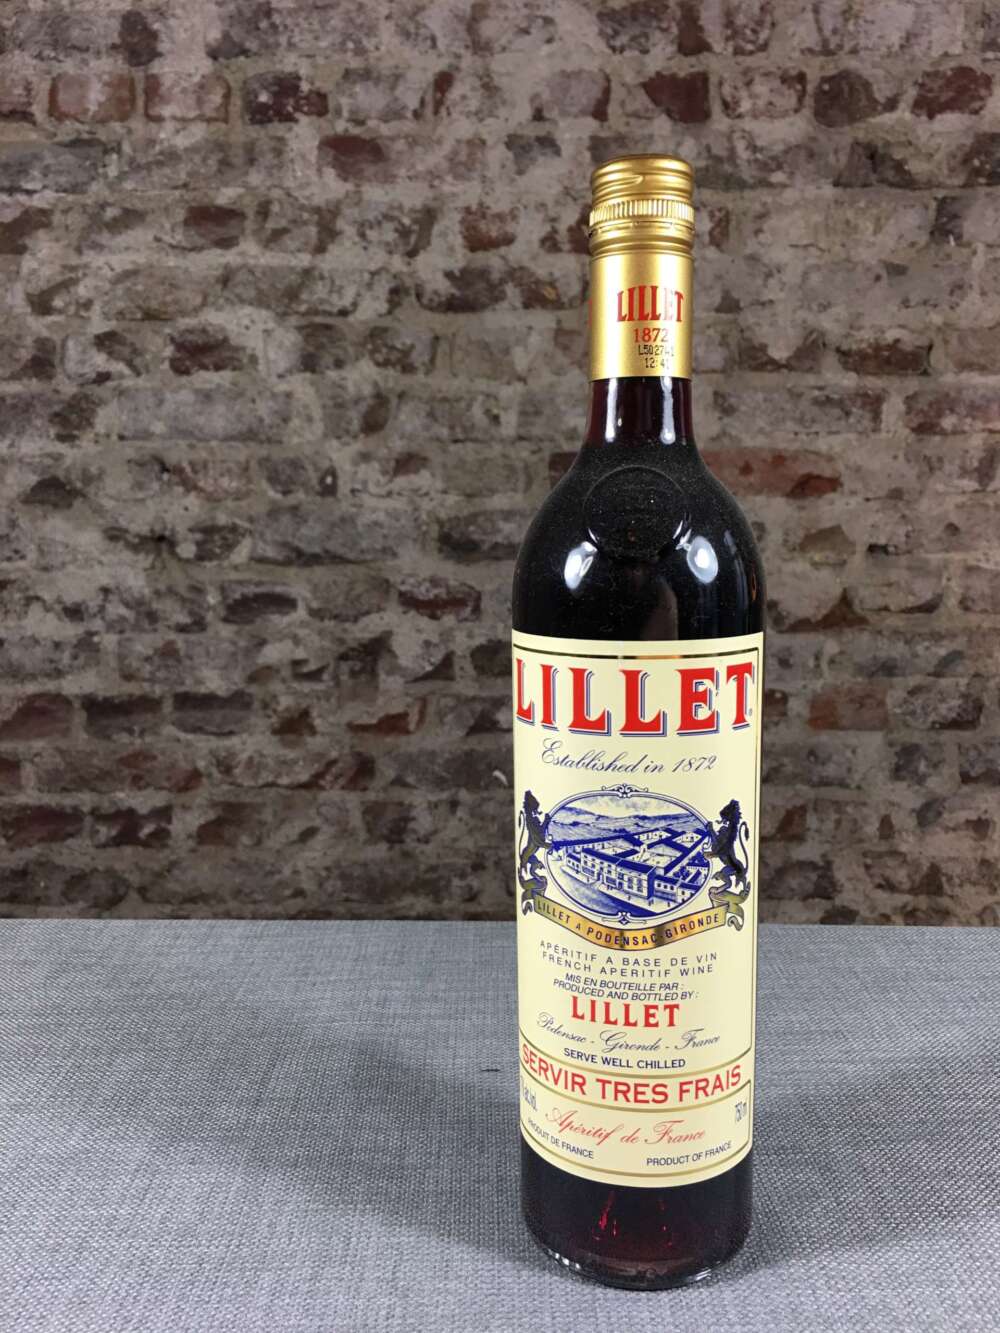 LILLET
1872
12:41
LILLET
Established in 1872
LILLET A PODENSAC-GIRONDE
APÉRITIF A BASE DE VIN
FRENCH APERITIF WINE
MIS EN BOUTEILLE PAR :
PRODUCED AND BOTTLED BY :
LILLET
Podensac - Gironde - France
SERVE WELL CHILLED
SERVIR TRES FRAIS
Apéritif de France
PRODUIT DE FRANCE
PRODUCT OF FRANCE